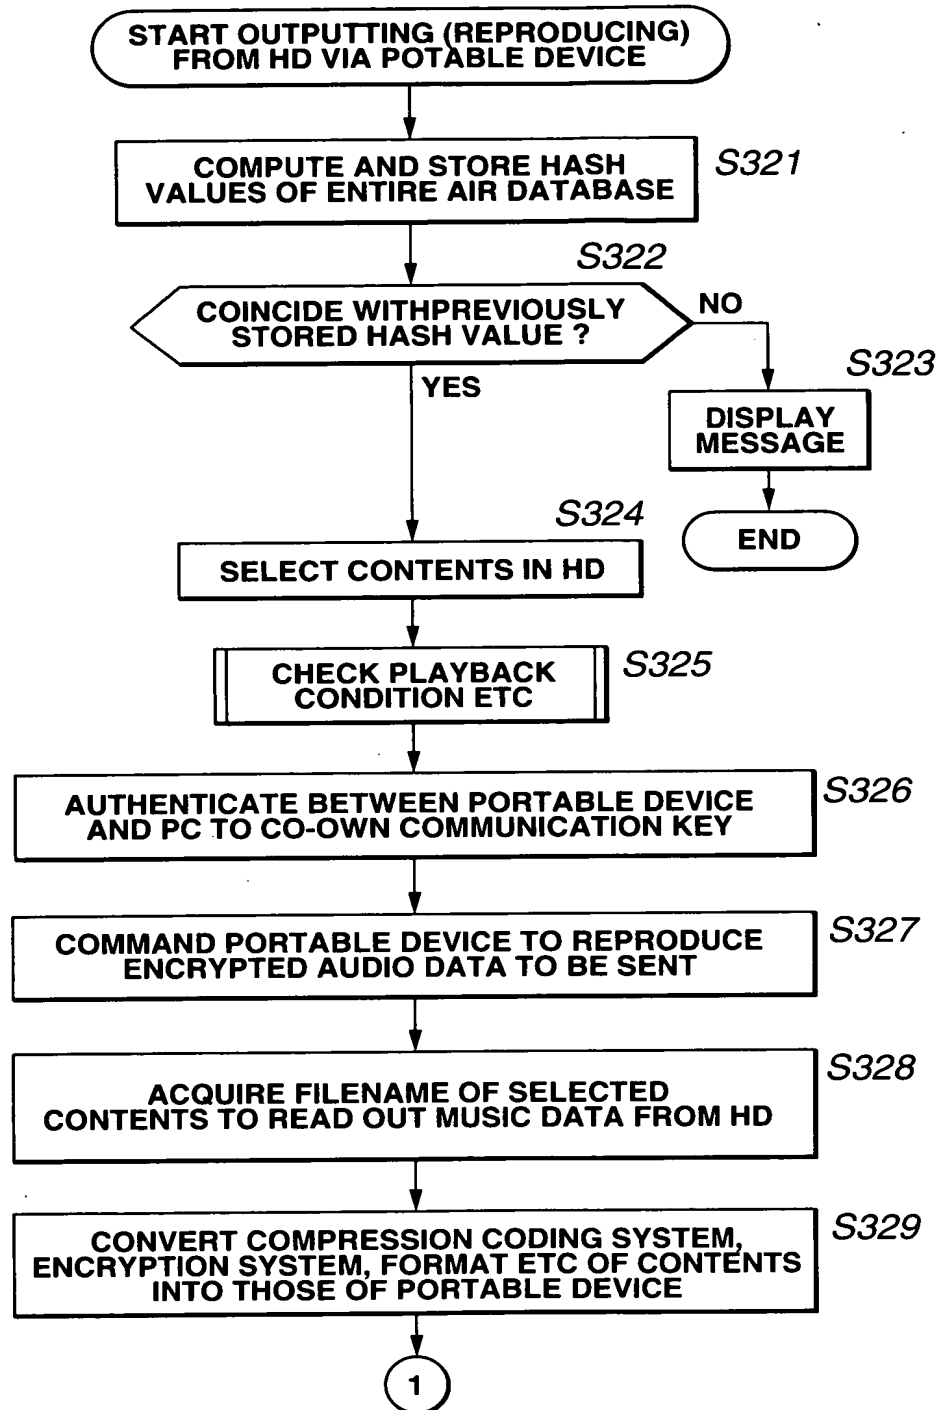 START OUTPUTTING (REPRODUCING)
FROM HD VIA POTABLE DEVICE
COMPUTE AND STORE HASH
VALUES OF ENTIRE AIR DATABASE
S321
S322
COINCIDE WITHPREVIOUSLY
STORED HASH VALUE ?
NO
YES
S323
DISPLAY
MESSAGE
END
S324
SELECT CONTENTS IN HD
CHECK PLAYBACK
CONDITION ETC
S325
AUTHENTICATE BETWEEN PORTABLE DEVICE
AND PC TO CO-OWN COMMUNICATION KEY
S326
COMMAND PORTABLE DEVICE TO REPRODUCE
ENCRYPTED AUDIO DATA TO BE SENT
S327
ACQUIRE FILENAME OF SELECTED
CONTENTS TO READ OUT MUSIC DATA FROM HD
S328
CONVERT COMPRESSION CODING SYSTEM,
ENCRYPTION SYSTEM, FORMAT ETC OF CONTENTS
INTO THOSE OF PORTABLE DEVICE
S329
1